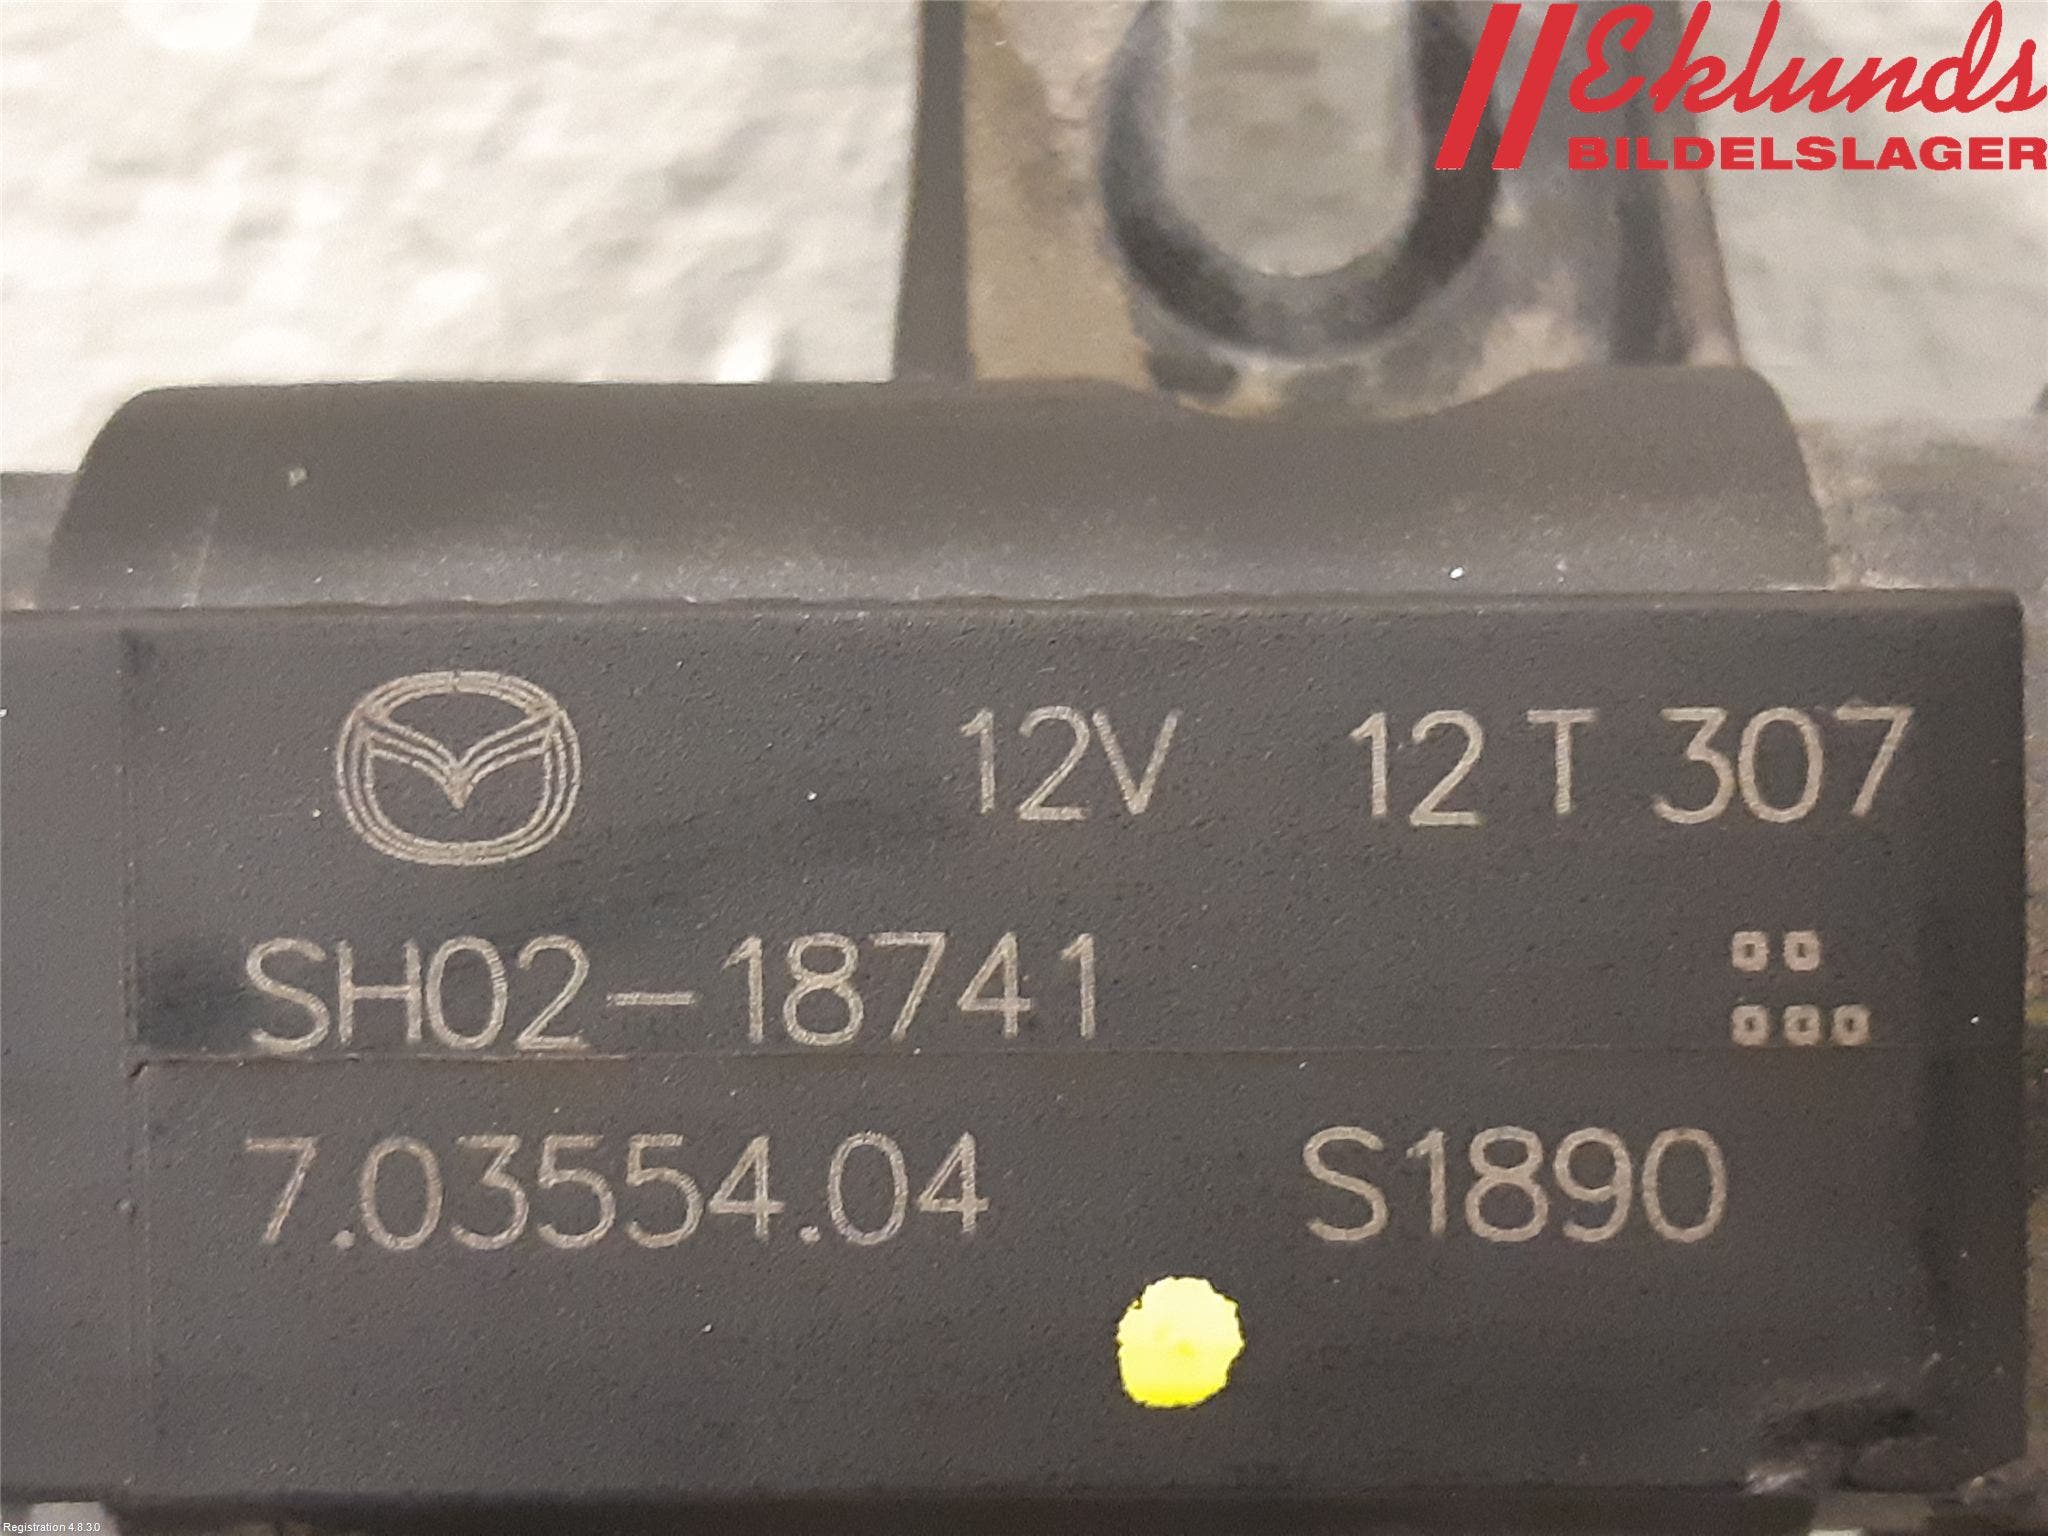 Eklunds
BILDELSLAGER
12V 12 T 307
SH02-18741
7.03554.04 S1890
Registration 4.8.3.0